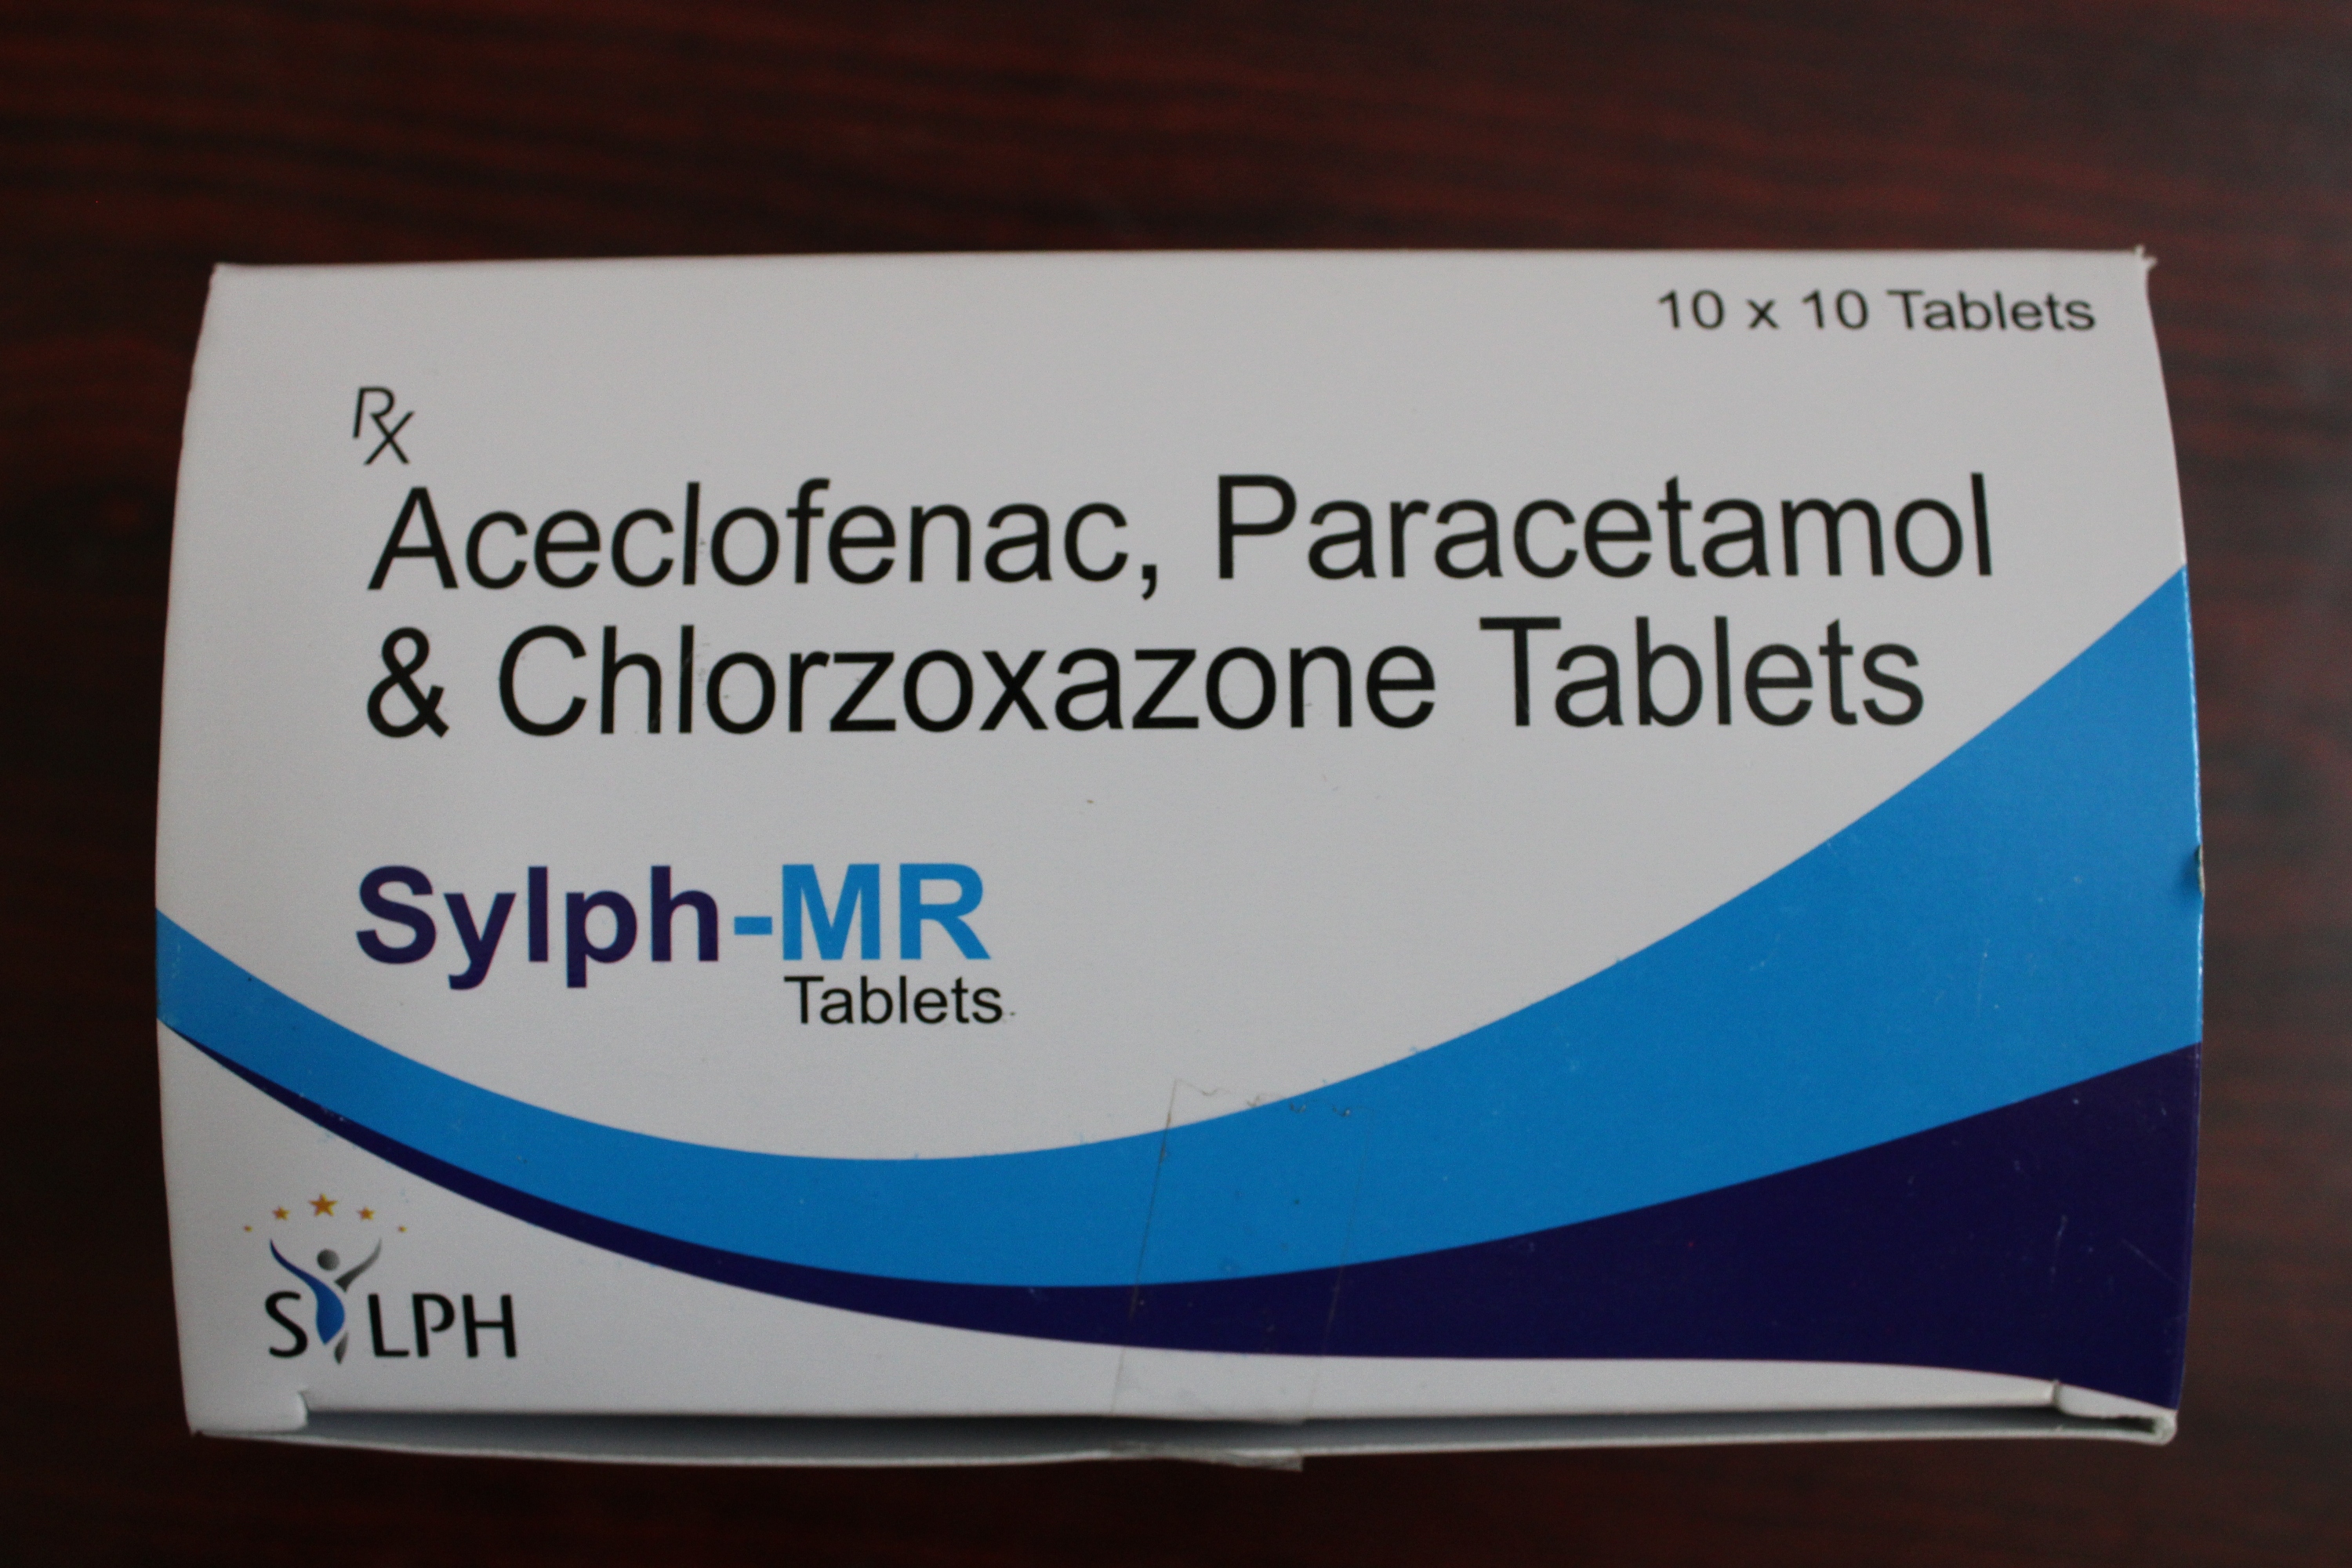 10 x 10 Tablets
Rx
Aceclofenac, Paracetamol
& Chlorzoxazone Tablets
Sylph-MR
Tablets
SYLPH